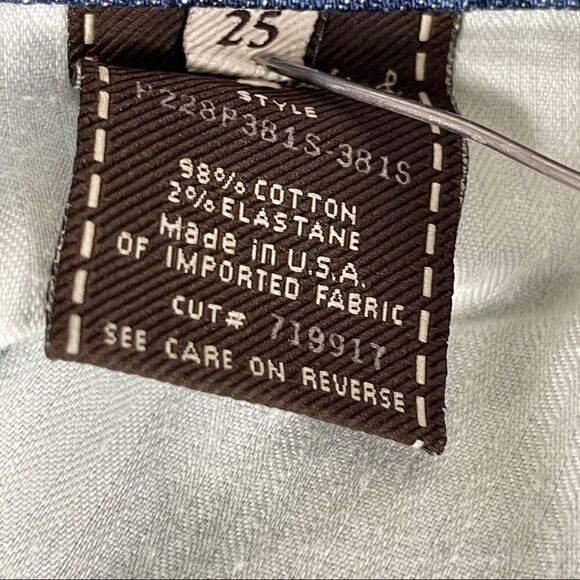 25
STYLE
P228P381S-381S
98% COTTON
2% ELASTANE
Made in U.S.A.
OF IMPORTED FABRIC
CUT# 719917
SEE CARE ON REVERSE